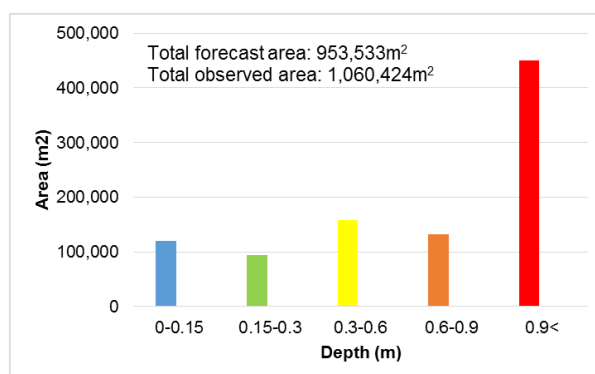 500,000
Total forecast area: 953,533m²
Total observed area: 1,060,424m²
400,000
300,000
200,000
100,000
0
Area (m2)
0-0.15 0.15-0.3 0.3-0.6 0.6-0.9 0.9<
Depth (m)